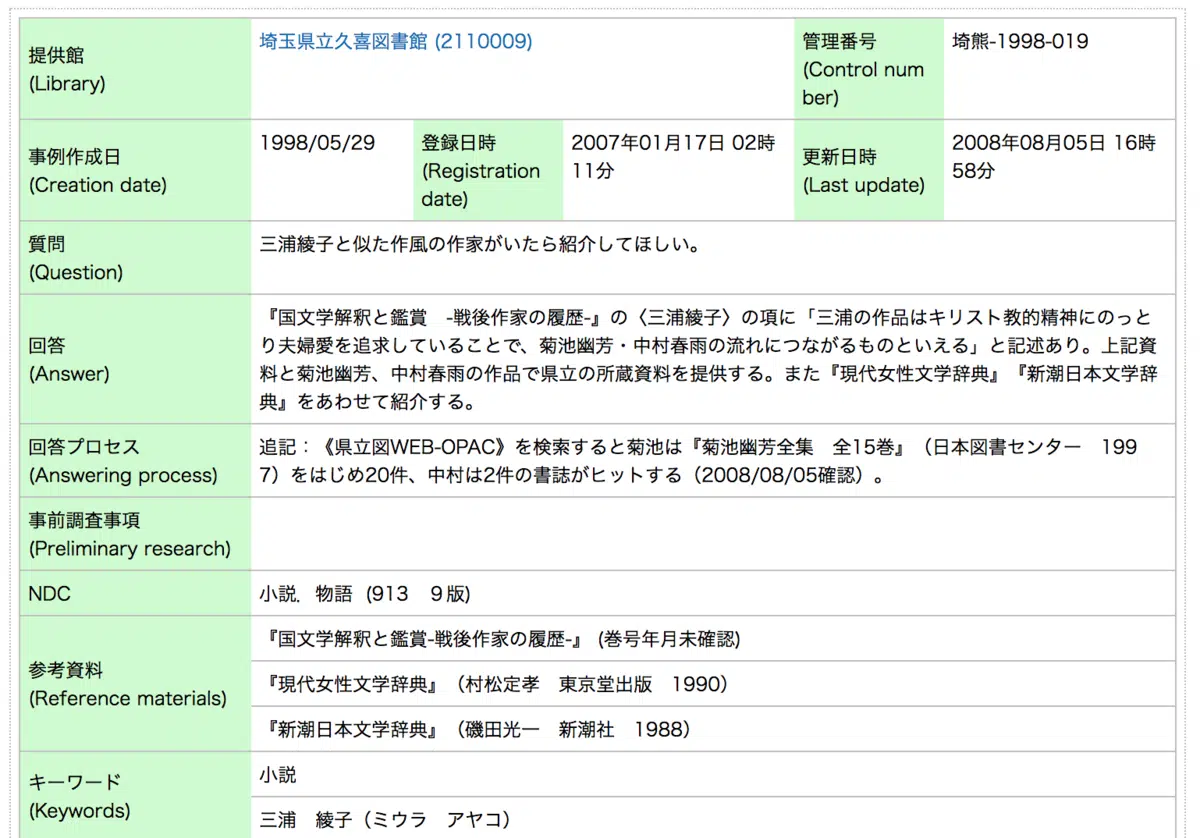 提供館
(Library)
埼玉県立久喜図書館 (2110009)
管理番号
(Control num
ber)
埼熊-1998-019
事例作成日
(Creation date)
1998/05/29
登録日時
(Registration
date)
2007年01月17日 02時
11分
更新日時
(Last update)
2008年08月05日 16時
58分
質問
(Question)
三浦綾子と似た作風の作家がいたら紹介してほしい。
回答
(Answer)
『国文学解釈と鑑賞　-戦後作家の履歴-』の〈三浦綾子〉の項に「三浦の作品はキリスト教的精神にのっと
り夫婦愛を追求していることで、菊池幽芳・中村春雨の流れにつながるものといえる」と記述あり。上記資
料と菊池幽芳、中村春雨の作品で県立の所蔵資料を提供する。また『現代女性文学辞典』『新潮日本文学辞
典』をあわせて紹介する。
回答プロセス
(Answering process)
追記：《県立図WEB-OPAC》を検索すると菊池は『菊池幽芳全集　全15巻』（日本図書センター　199
7）をはじめ20件、中村は2件の書誌がヒットする（2008/08/05確認）。
事前調査事項
(Preliminary research)
NDC
小説．物語 (913　９版)
参考資料
(Reference materials)
『国文学解釈と鑑賞-戦後作家の履歴-』 (巻号年月未確認)
『現代女性文学辞典』（村松定孝　東京堂出版　1990）
『新潮日本文学辞典』（磯田光一　新潮社　1988）
キーワード
(Keywords)
小説
三浦　綾子（ミウラ　アヤコ）